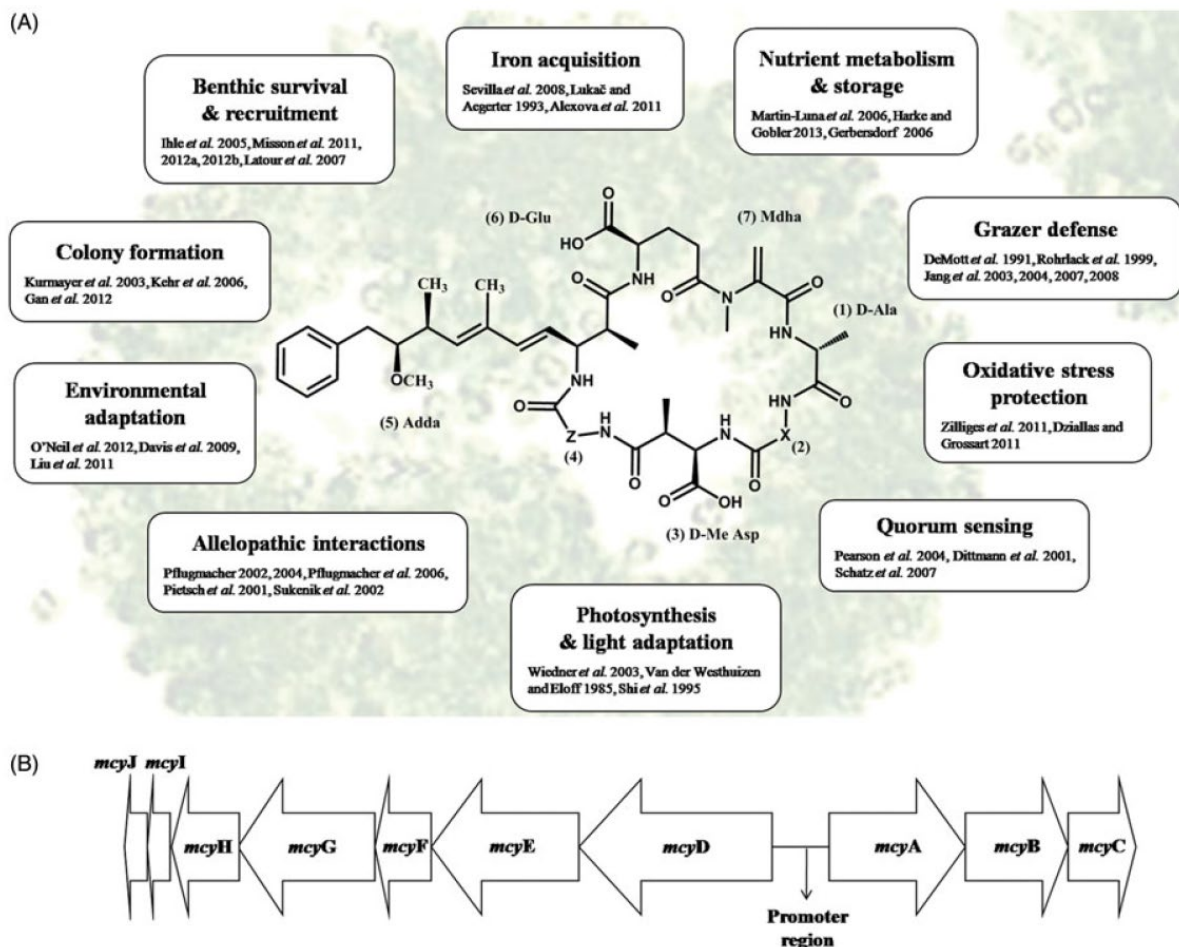 (A)
Iron acquisition
Sevilla et al. 2008, Lukač and
Aegerter 1993, Alexova et al. 2011
Nutrient metabolism
& storage
Martin-Luna et al. 2006, Harke and
Gobler 2013, Gerbersdorf 2006
Benthic survival
& recruitment
Ihle et al. 2005, Misson et al. 2011,
2012a, 2012b, Latour et al. 2007
Grazer defense
DeMott et al. 1991, Rohrlack et al. 1999,
Jang et al. 2003, 2004, 2007, 2008
Colony formation
Kurmayer et al. 2003, Kehr et al. 2006,
Gan et al. 2012
Oxidative stress
protection
Zilliges et al. 2011, Dziallas and
Grossart 2011
Environmental
adaptation
O'Neil et al. 2012, Davis et al. 2009,
Liu et al. 2011
Quorum sensing
Pearson et al. 2004, Dittmann et al. 2001,
Schatz et al. 2007
Allelopathic interactions
Pflugmacher 2002, 2004, Pflugmacher et al. 2006,
Pietsch et al. 2001, Sukenik et al. 2002
Photosynthesis
& light adaptation
Wiedner et al. 2003, Van der Westhuizen
and Eloff 1985, Shi et al. 1995
(6) D-Glu
(7) Mdha
(1) D-Ala
(5) Adda
(4)
(2)
(3) D-Me Asp
O
HO
O
NH
O
N
O
NH
CH3
CH3
OCH3
NH
O
Z
NH
O
H
N
O
X
HN
O
O
OH
(B)
mcyJ
mcyI
mcyH
mcyG
mcyF
mcyE
mcyD
mcyA
mcyB
mcyC
Promoter
region